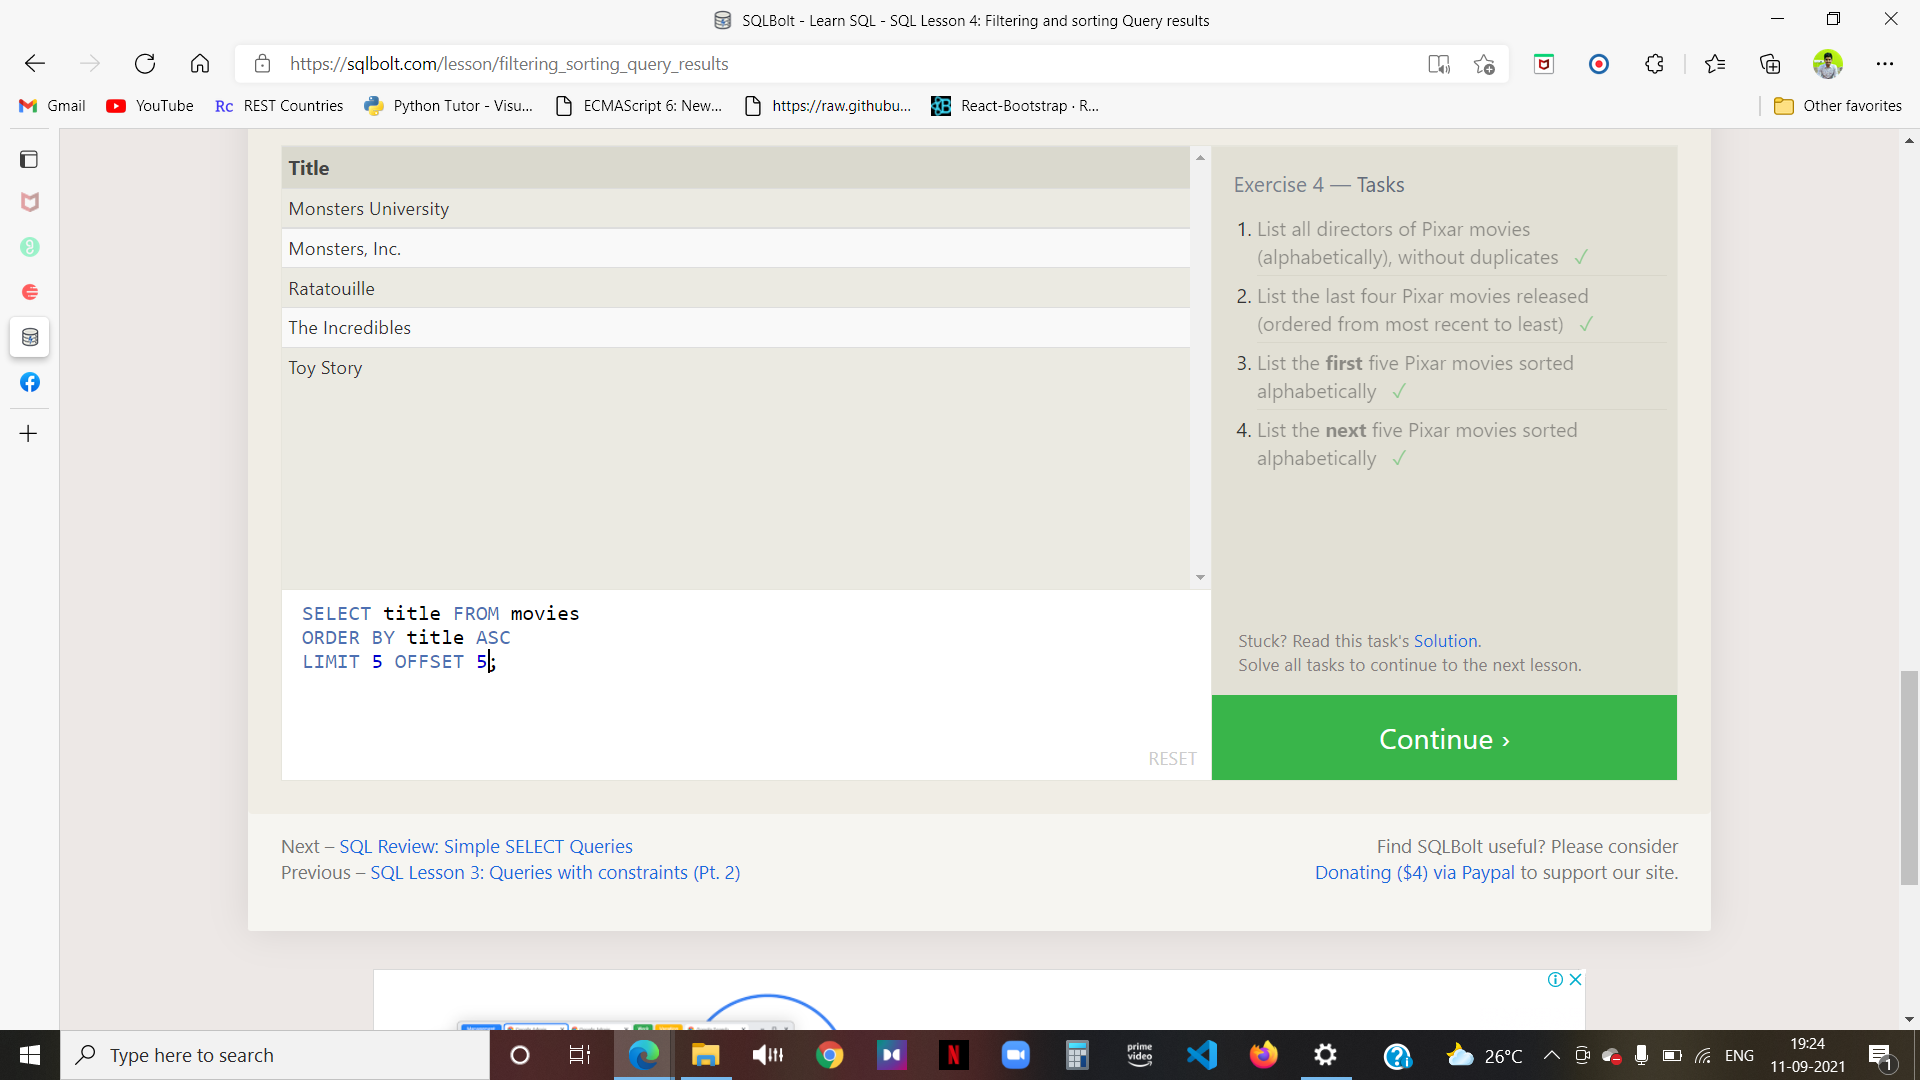 SQLBolt - Learn SQL - SQL Lesson 4: Filtering and sorting Query results
https://sqlbolt.com/lesson/filtering_sorting_query_results
Gmail
YouTube
Rc REST Countries
Python Tutor - Visu...
ECMAScript 6: New...
https://raw.githubu...
React-Bootstrap · R...
Other favorites
Title
Monsters University
Monsters, Inc.
Ratatouille
The Incredibles
Toy Story
SELECT title FROM movies
ORDER BY title ASC
LIMIT 5 OFFSET 5;
RESET
Exercise 4 — Tasks
1. List all directors of Pixar movies
(alphabetically), without duplicates ✓
2. List the last four Pixar movies released
(ordered from most recent to least) ✓
3. List the first five Pixar movies sorted
alphabetically ✓
4. List the next five Pixar movies sorted
alphabetically ✓
Stuck? Read this task's Solution.
Solve all tasks to continue to the next lesson.
Continue ›
Next – SQL Review: Simple SELECT Queries
Previous – SQL Lesson 3: Queries with constraints (Pt. 2)
Find SQLBolt useful? Please consider
Donating ($4) via Paypal to support our site.
Type here to search
prime
video
26°C
ENG
19:24
11-09-2021
1